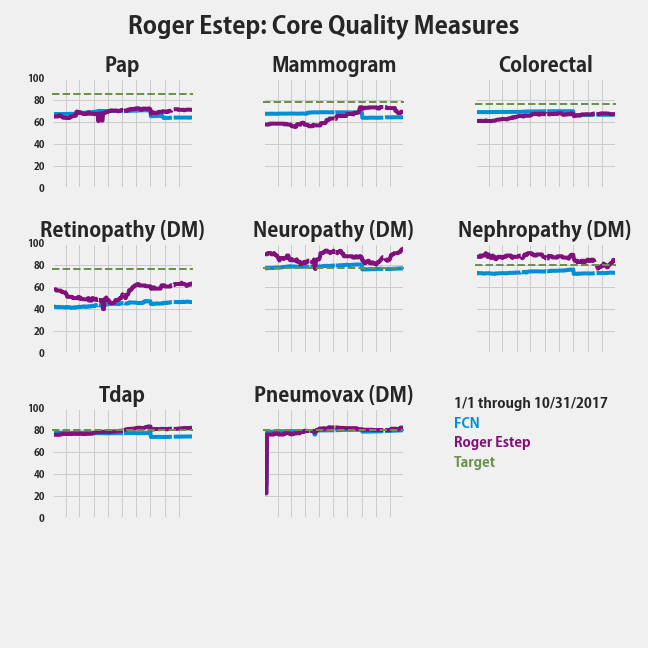 Roger Estep: Core Quality Measures
Pap
Mammogram
Colorectal
100
80
60
40
20
0
Retinopathy (DM)
Neuropathy (DM)
Nephropathy (DM)
100
80
60
40
20
0
Tdap
Pneumovax (DM)
100
80
60
40
20
0
1/1 through 10/31/2017
FCN
Roger Estep
Target